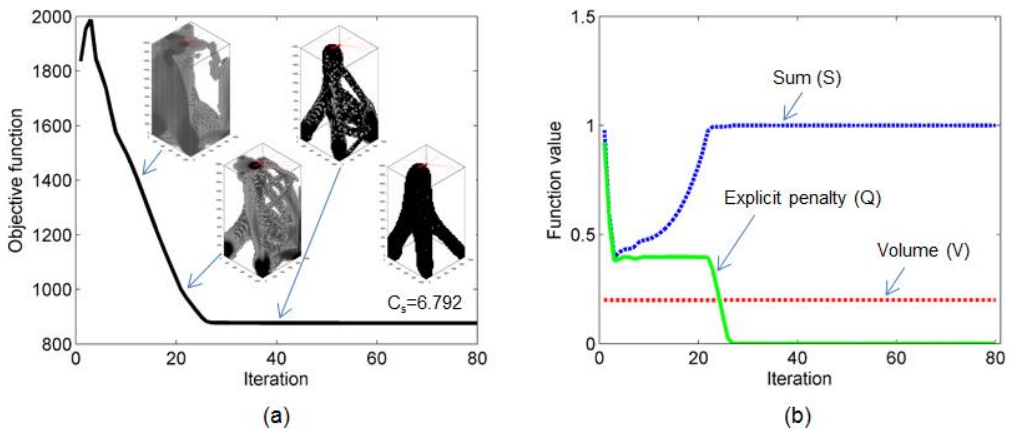 2000
1800
1600
1400
1200
1000
800
Objective function
0
20
40
60
80
Iteration
Cs=6.792
(a)
1.5
1
0.5
0
Function value
0
20
40
60
80
Iteration
Sum (S)
Explicit penalty (Q)
Volume (V)
(b)